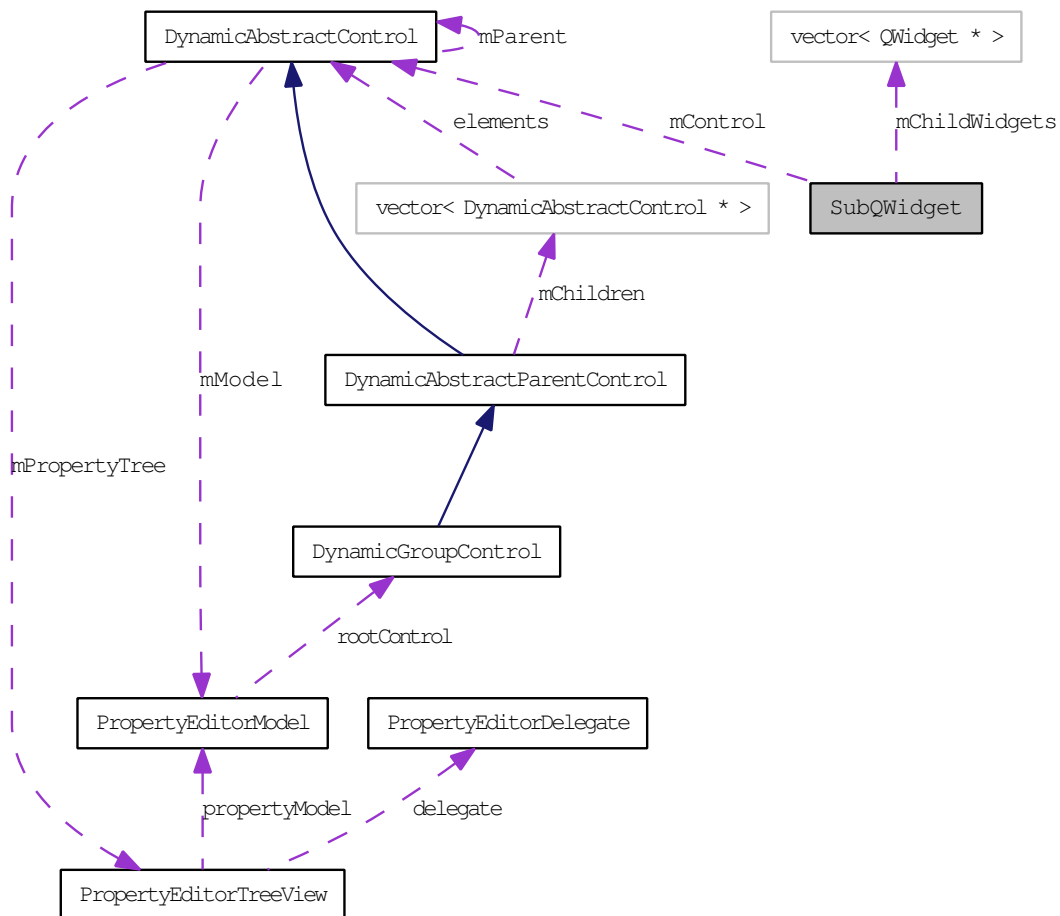 DynamicAbstractControl
mParent
vector< QWidget * >
elements
mControl
mChildWidgets
vector< DynamicAbstractControl * >
SubQWidget
mChildren
mModel
DynamicAbstractParentControl
mPropertyTree
DynamicGroupControl
rootControl
PropertyEditorModel
PropertyEditorDelegate
propertyModel
delegate
PropertyEditorTreeView